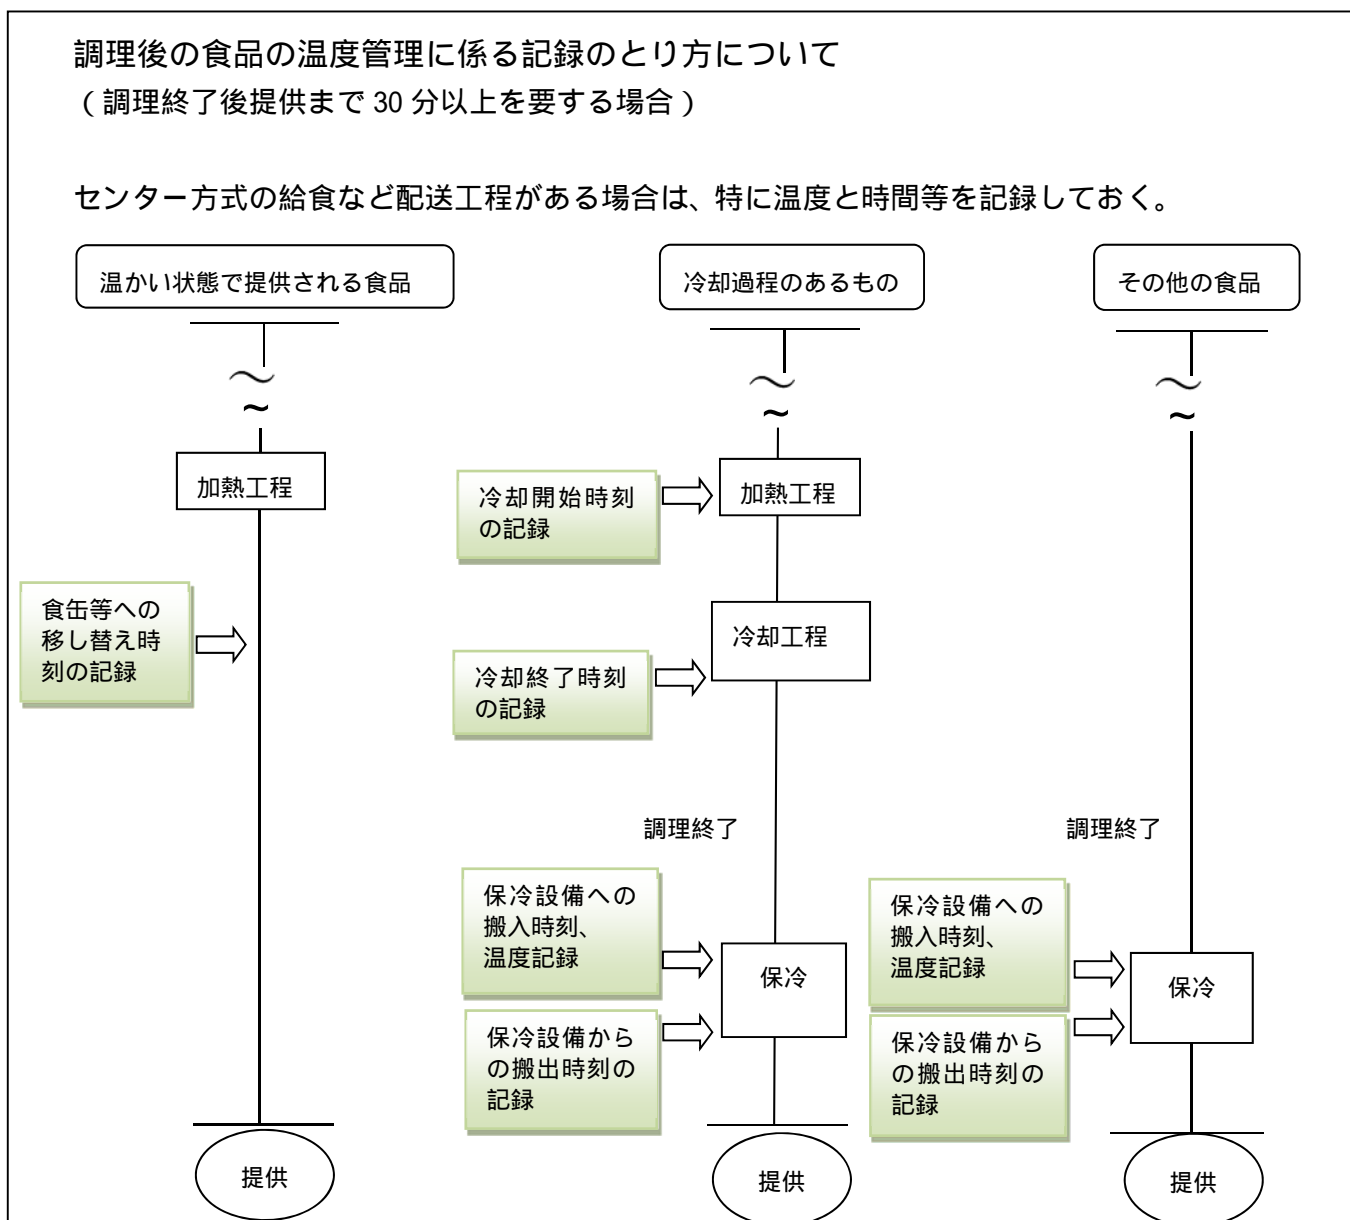 調理後の食品の温度管理に係る記録のとり方について
(調理終了後提供まで 30 分以上を要する場合)
センター方式の給食など配送工程がある場合は、特に温度と時間等を記録しておく。
温かい状態で提供される食品
冷却過程のあるもの
その他の食品
~
~
~
~
~
~
加熱工程
冷却開始時刻
の記録
加熱工程
食缶等への
移し替え時
刻の記録
冷却工程
冷却終了時刻
の記録
調理終了
調理終了
保冷設備への
搬入時刻、
温度記録
保冷
保冷設備への
搬入時刻、
温度記録
保冷
保冷設備から
の搬出時刻の
記録
保冷設備から
の搬出時刻の
記録
提供
提供
提供